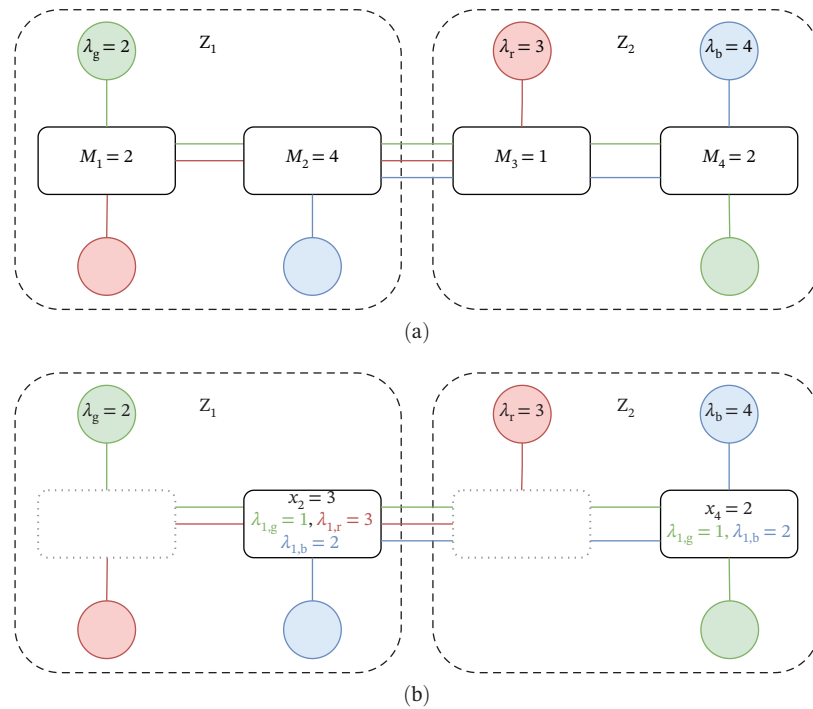 λg = 2
Z1
λr = 3
Z2
λb = 4
M1 = 2
M2 = 4
M3 = 1
M4 = 2
(a)
λg = 2
Z1
λr = 3
Z2
λb = 4
x2 = 3
λ1,g = 1, λ1,r = 3
λ1,b = 2
x4 = 2
λ1,g = 1, λ1,b = 2
(b)